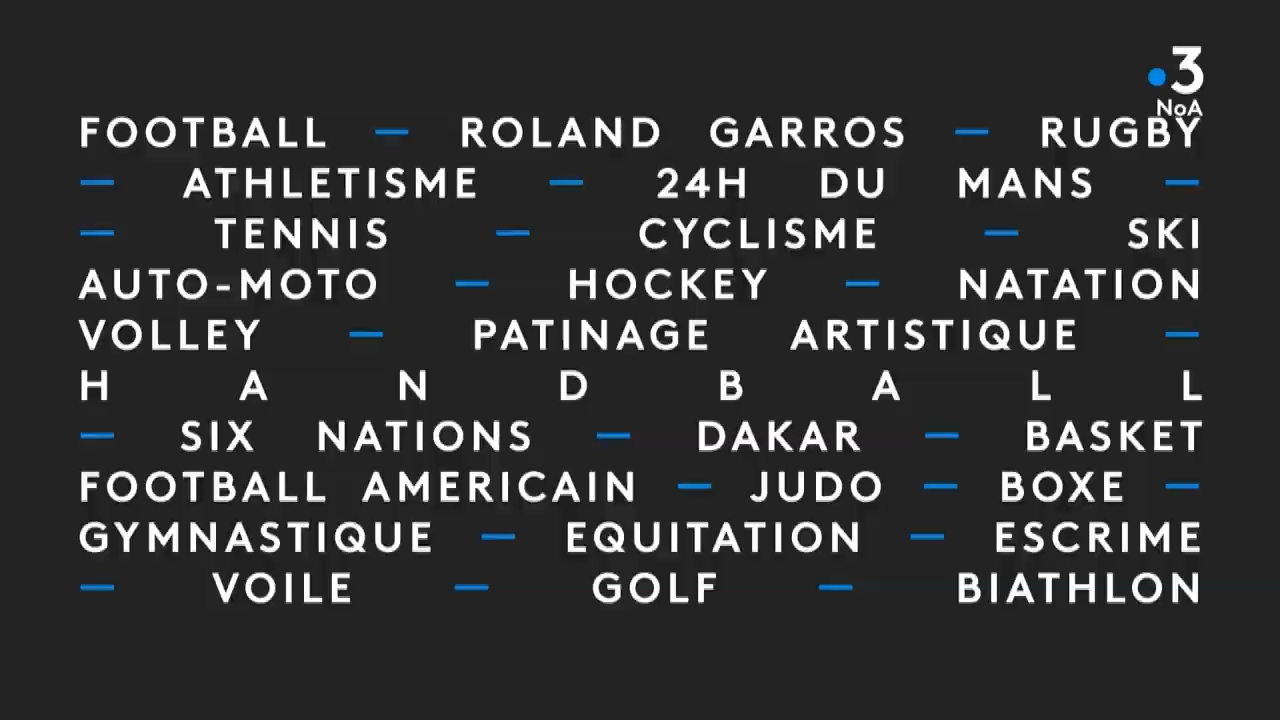 3
NoA
FOOTBALL — ROLAND GARROS — RUGBY
— ATHLETISME — 24H DU MANS —
— TENNIS — CYCLISME — SKI
AUTO-MOTO — HOCKEY — NATATION
VOLLEY — PATINAGE ARTISTIQUE —
HANDBALL
— SIX NATIONS — DAKAR — BASKET
FOOTBALL AMERICAIN — JUDO — BOXE —
GYMNASTIQUE — EQUITATION — ESCRIME
— VOILE — GOLF — BIATHLON